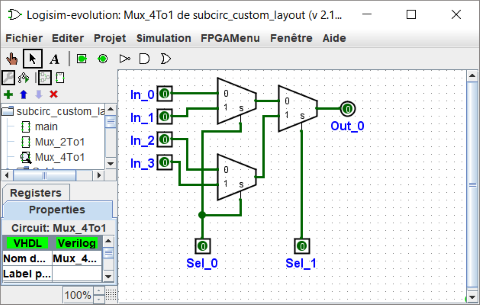 Logisim-evolution: Mux_4To1 de subcirc_custom_layout (v 2.1...
Fichier Editer Projet Simulation FPGAMenu Fenêtre Aide
A
subcirc_custom_la
main
Mux_2To1
Mux_4To1
Registers
Properties
Circuit: Mux_4To1
VHDL Verilog
Nom d... Mux_4...
Label p...
100%
In_0
In_1
In_2
In_3
0
1
s
0
1
s
0
1
s
0
0
0
0
0
Out_0
0
0
Sel_0
Sel_1